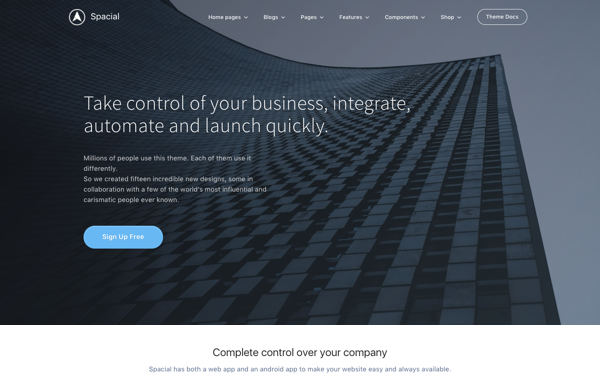 Spacial
Home pages
Blogs
Pages
Features
Components
Shop
Theme Docs
Take control of your business, integrate,
automate and launch quickly.
Millions of people use this theme. Each of them use it
differently.
So we created fifteen incredible new designs, some in
collaboration with a few of the world's most influential and
carismatic people ever known.
Sign Up Free
Complete control over your company
Spacial has both a web app and an android app to make your website easy and always available.